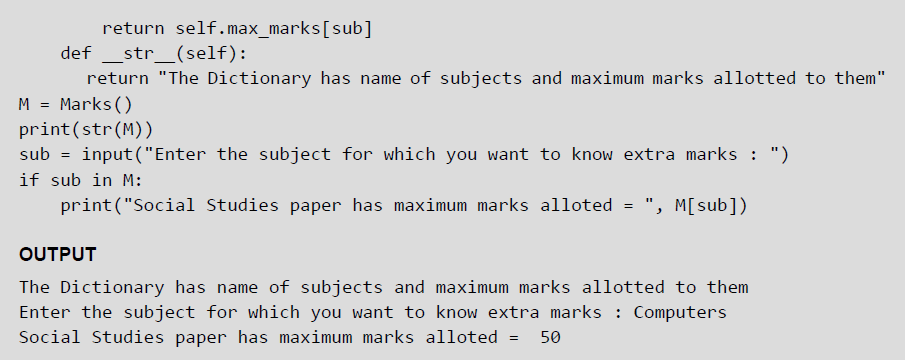 return self.max_marks[sub]
    def __str__(self):
       return "The Dictionary has name of subjects and maximum marks allotted to them"
M = Marks()
print(str(M))
sub = input("Enter the subject for which you want to know extra marks : ")
if sub in M:
    print("Social Studies paper has maximum marks alloted = ", M[sub])
OUTPUT
The Dictionary has name of subjects and maximum marks allotted to them
Enter the subject for which you want to know extra marks : Computers
Social Studies paper has maximum marks alloted =  50